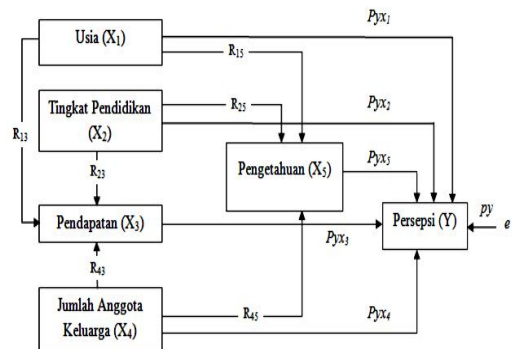 Pyx₁
Usia (X₁)
R₁₅
Tingkat Pendidikan
(X₂)
R₂₅
Pyx₂
R₁₃
R₂₃
Pengetahuan (X₅)
Pyx₅
Pendapatan (X₃)
Pyx₃
Persepsi (Y)
py
e
R₄₃
Jumlah Anggota
Keluarga (X₄)
R₄₅
Pyx₄